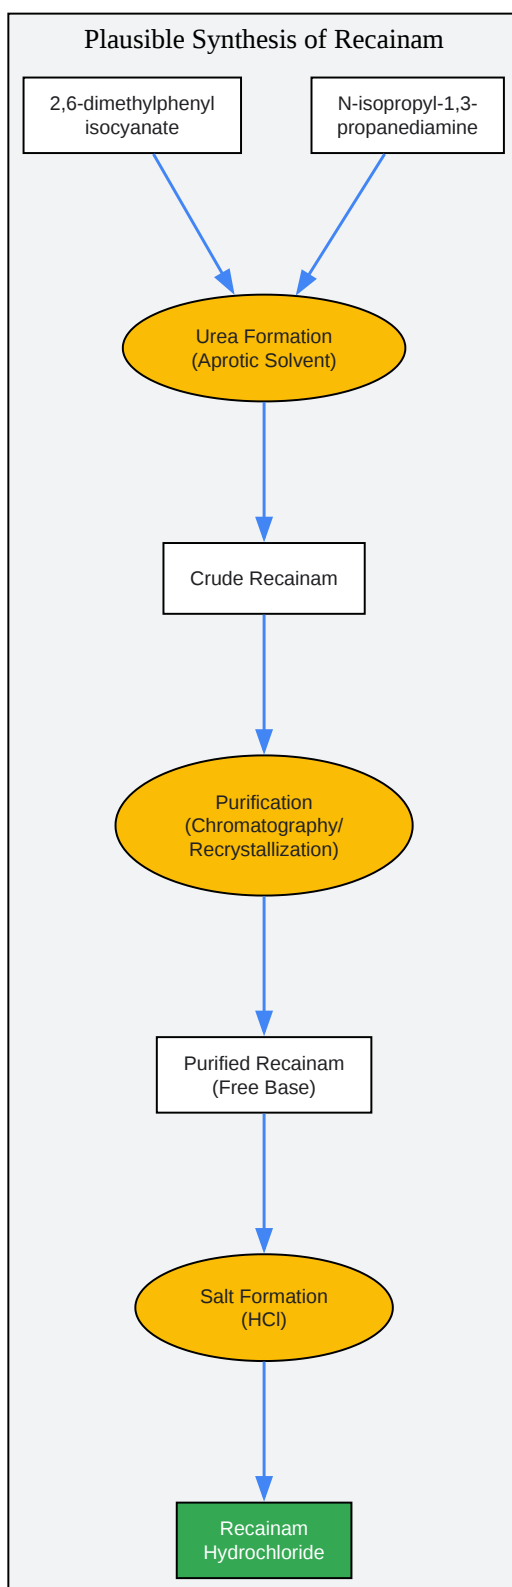 Plausible Synthesis of Recainam
2,6-dimethylphenyl
isocyanate
N-isopropyl-1,3-
propanediamine
Urea Formation
(Aprotic Solvent)
Crude Recainam
Purification
(Chromatography/
Recrystallization)
Purified Recainam
(Free Base)
Salt Formation
(HCl)
Recainam
Hydrochloride